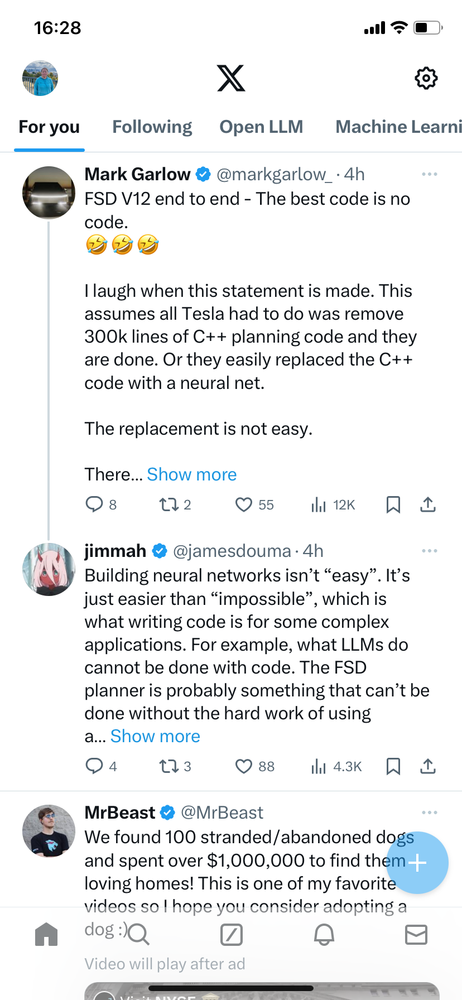 16:28
For you Following Open LLM Machine Learni
Mark Garlow @markgarlow_ · 4h
FSD V12 end to end - The best code is no
code.
🤣🤣🤣
I laugh when this statement is made. This
assumes all Tesla had to do was remove
300k lines of C++ planning code and they
are done. Or they easily replaced the C++
code with a neural net.
The replacement is not easy.
There... Show more
8 2 55 12K
jimmah @jamesdouma · 4h
Building neural networks isn’t “easy”. It’s
just easier than “impossible”, which is
what writing code is for some complex
applications. For example, what LLMs do
cannot be done with code. The FSD
planner is probably something that can’t be
done without the hard work of using
a... Show more
4 3 88 4.3K
MrBeast @MrBeast
We found 100 stranded/abandoned dogs
and spent over $1,000,000 to find them
loving homes! This is one of my favorite
videos so I hope you consider adopting a
dog :)
Video will play after ad
Visit NYSE